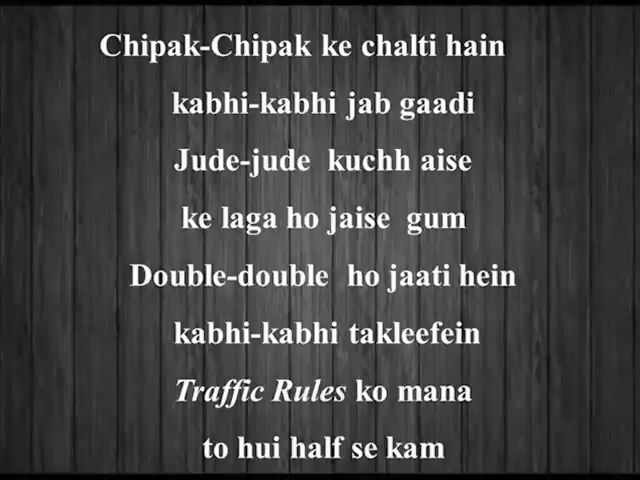 Chipak-Chipak ke chalti hain
kabhi-kabhi jab gaadi
Jude-jude kuchh aise
ke laga ho jaise gum
Double-double ho jaati hein
kabhi-kabhi takleefein
Traffic Rules ko mana
to hui half se kam